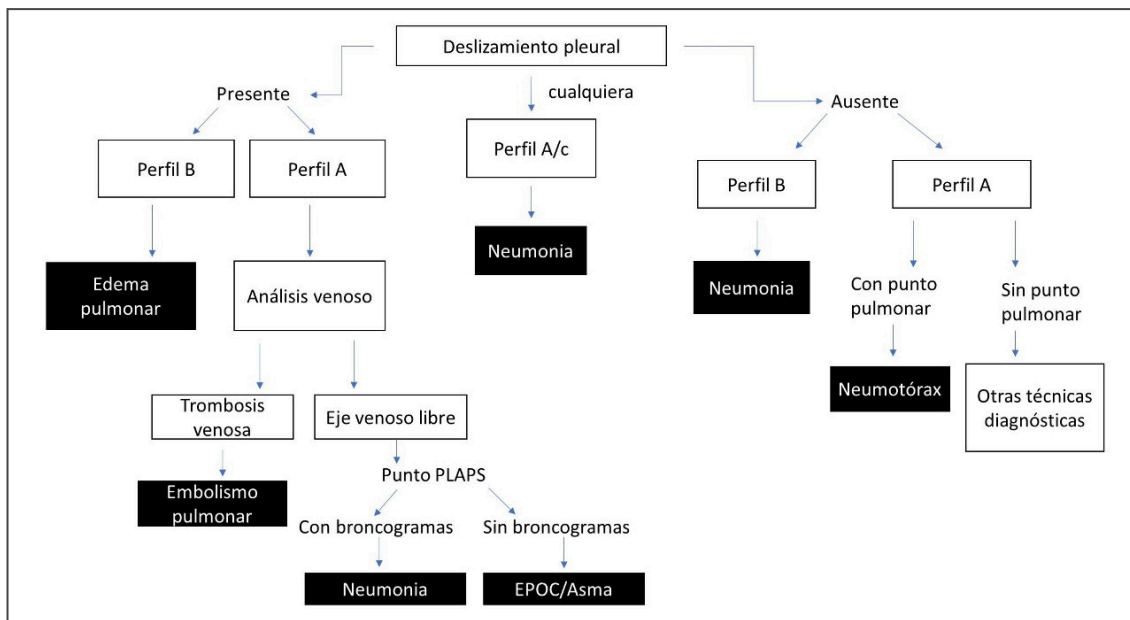 Deslizamiento pleural
Presente
cualquiera
Ausente
Perfil B
Perfil A
Perfil A/c
Perfil B
Perfil A
Edema
pulmonar
Análisis venoso
Neumonia
Neumonia
Con punto
pulmonar
Sin punto
pulmonar
Trombosis
venosa
Eje venoso libre
Neumotórax
Otras técnicas
diagnósticas
Embolismo
pulmonar
Punto PLAPS
Con broncogramas
Sin broncogramas
Neumonia
EPOC/Asma